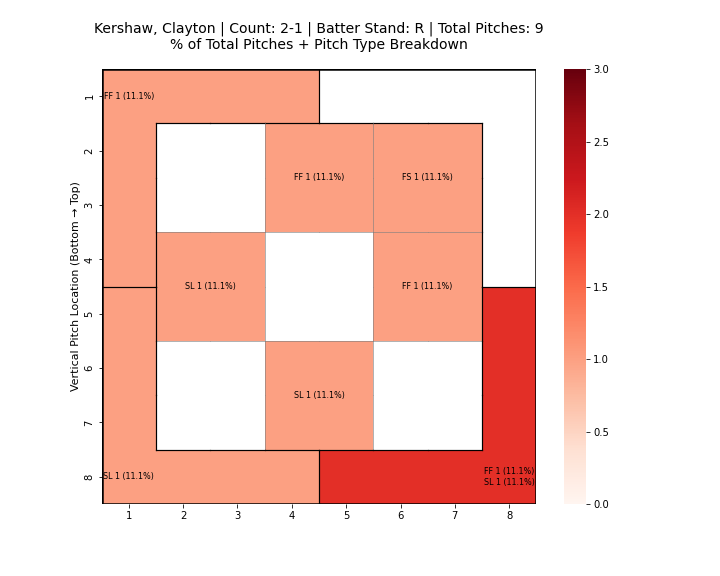 Kershaw, Clayton | Count: 2-1 | Batter Stand: R | Total Pitches: 9
% of Total Pitches + Pitch Type Breakdown
Vertical Pitch Location (Bottom → Top)
1
2
3
4
5
6
7
8
FF 1 (11.1%)
FF 1 (11.1%)
FS 1 (11.1%)
SL 1 (11.1%)
FF 1 (11.1%)
SL 1 (11.1%)
SL 1 (11.1%)
FF 1 (11.1%)
SL 1 (11.1%)
1
2
3
4
5
6
7
8
3.0
2.5
2.0
1.5
1.0
0.5
0.0